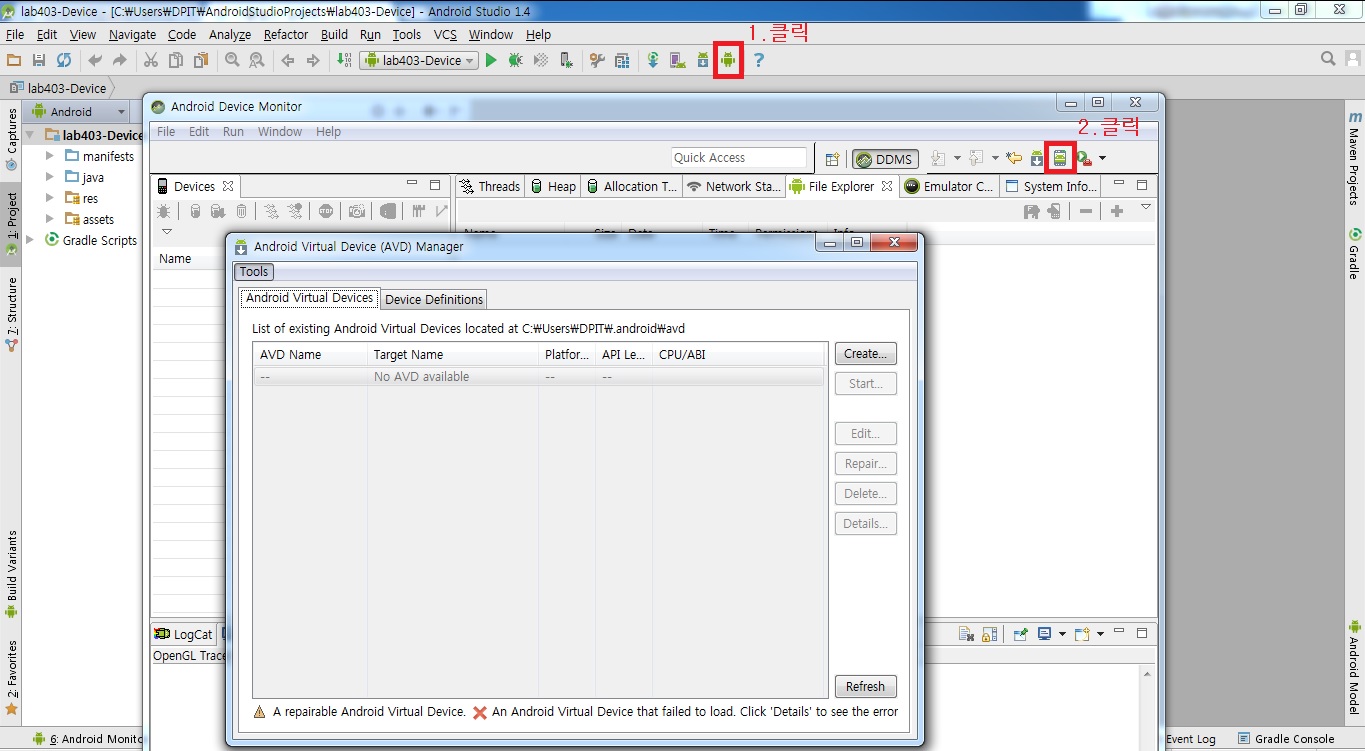 lab403-Device - [C:₩Users₩DPIT₩AndroidStudioProjects₩lab403-Device] - Android Studio 1.4
File Edit View Navigate Code Analyze Refactor Build Run Tools VCS Window Help
1.클릭
lab403-Device
lab403-Device
Captures
1: Project
7: Structure
Build Variants
2: Favorites
Android
lab403-Device
manifests
java
res
assets
Gradle Scripts
Android Device Monitor
File Edit Run Window Help
2.클릭
Quick Access
DDMS
Devices
Name
Threads Heap Allocation T... Network Sta... File Explorer Emulator C... System Info...
Name Size Date Time Permissions Info
Android Virtual Device (AVD) Manager
Tools
Android Virtual Devices Device Definitions
List of existing Android Virtual Devices located at C:₩Users₩DPIT₩.android₩avd
AVD Name Target Name Platfor... API Le... CPU/ABI
-- No AVD available -- --
Create...
Start...
Edit...
Repair...
Delete...
Details...
Refresh
A repairable Android Virtual Device. An Android Virtual Device that failed to load. Click 'Details' to see the error
LogCat
OpenGL Trace
m Maven Projects
Gradle
Android Model
6: Android Monito
Event Log Gradle Console